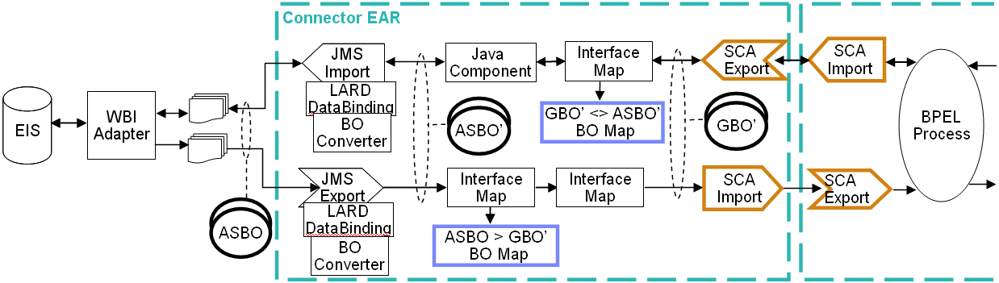 Connector EAR
JMS
Import
LARD
DataBinding
BO
Converter
Java
Component
Interface
Map
GBO' <> ASBO'
BO Map
SCA
Export
SCA
Import
EIS
WBI
Adapter
ASBO'
GBO'
BPEL
Process
JMS
Export
LARD
DataBinding
BO
Converter
Interface
Map
Interface
Map
SCA
Import
SCA
Export
ASBO
ASBO > GBO'
BO Map